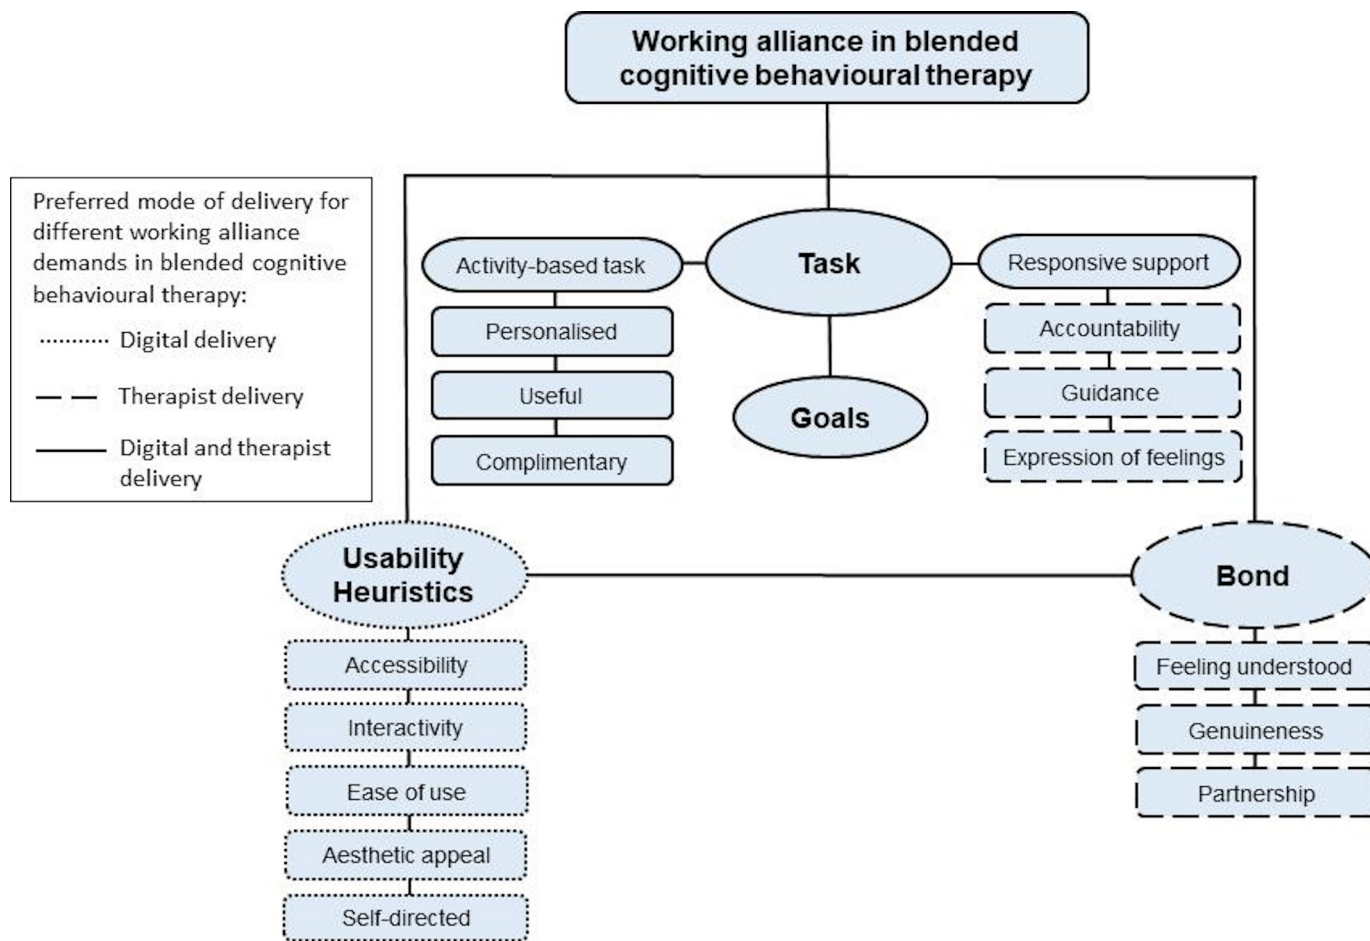 Working alliance in blended
cognitive behavioural therapy
Preferred mode of delivery for
different working alliance
demands in blended cognitive
behavioural therapy:
Digital delivery
Therapist delivery
Digital and therapist
delivery
Task
Activity-based task
Personalised
Useful
Complimentary
Goals
Responsive support
Accountability
Guidance
Expression of feelings
Usability
Heuristics
Accessibility
Interactivity
Ease of use
Aesthetic appeal
Self-directed
Bond
Feeling understood
Genuineness
Partnership